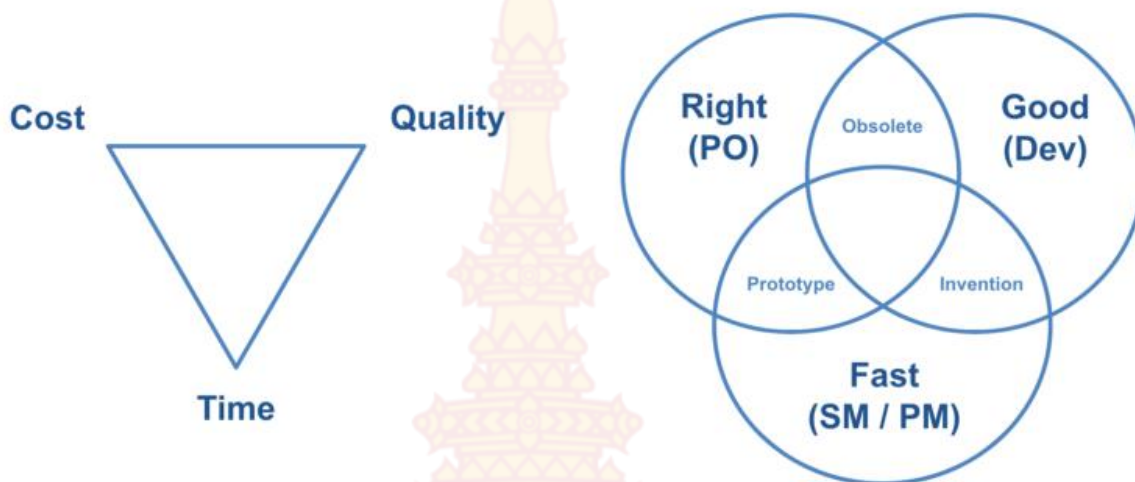 Cost
Quality
Time
Right
(PO)
Obsolete
Good
(Dev)
Prototype
Invention
Fast
(SM / PM)